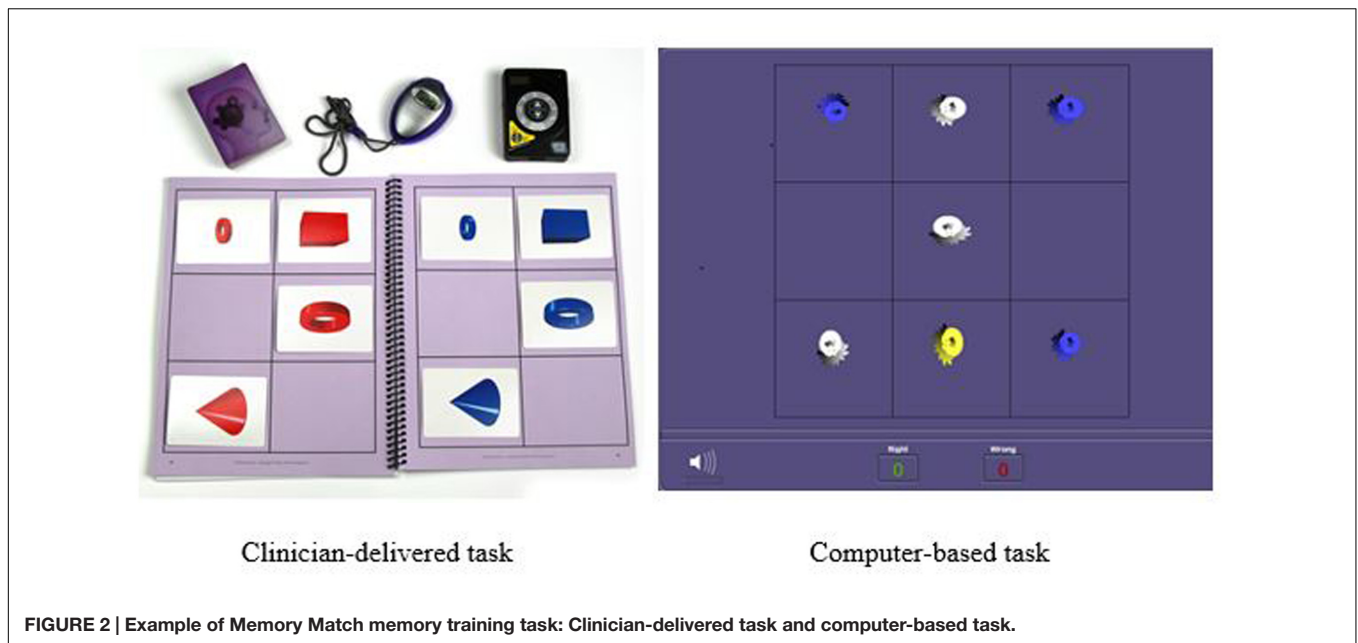 Right Wrong
0 0
Clinician-delivered task Computer-based task
FIGURE 2 | Example of Memory Match memory training task: Clinician-delivered task and computer-based task.